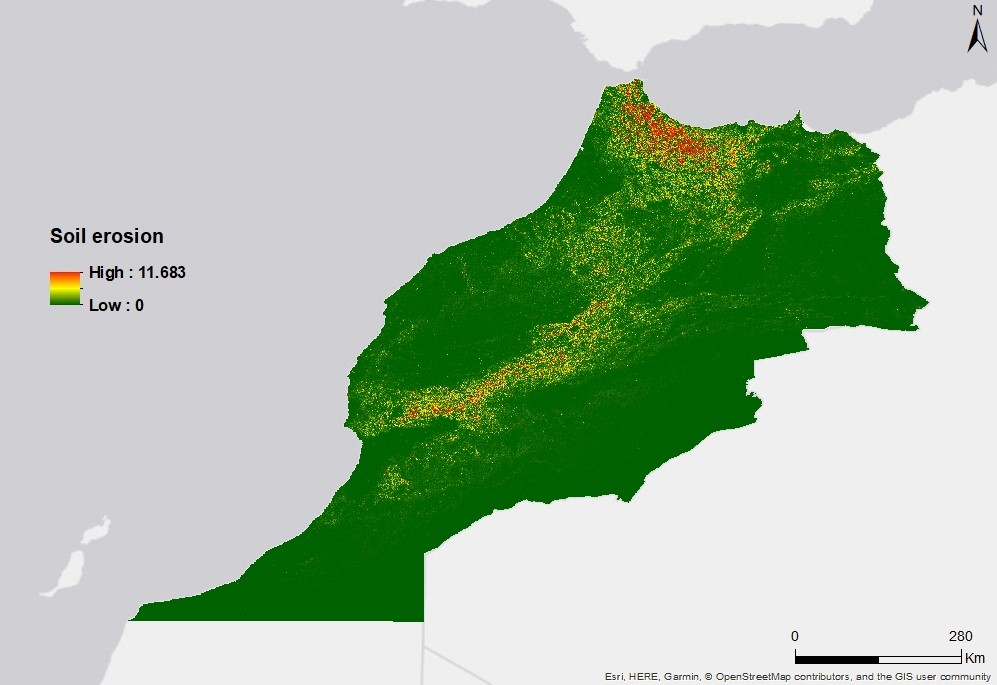 N
Soil erosion
High : 11.683
Low : 0
0 280
Km
Esri, HERE, Garmin, © OpenStreetMap contributors, and the GIS user community